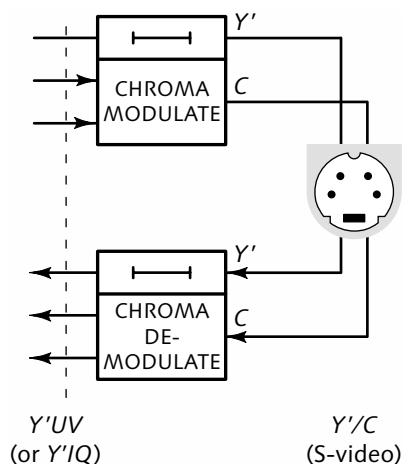 Y'
C
CHROMA
MODULATE
Y'
C
CHROMA
DE-
MODULATE
Y'UV
(or Y'IQ)
Y'/C
(S-video)